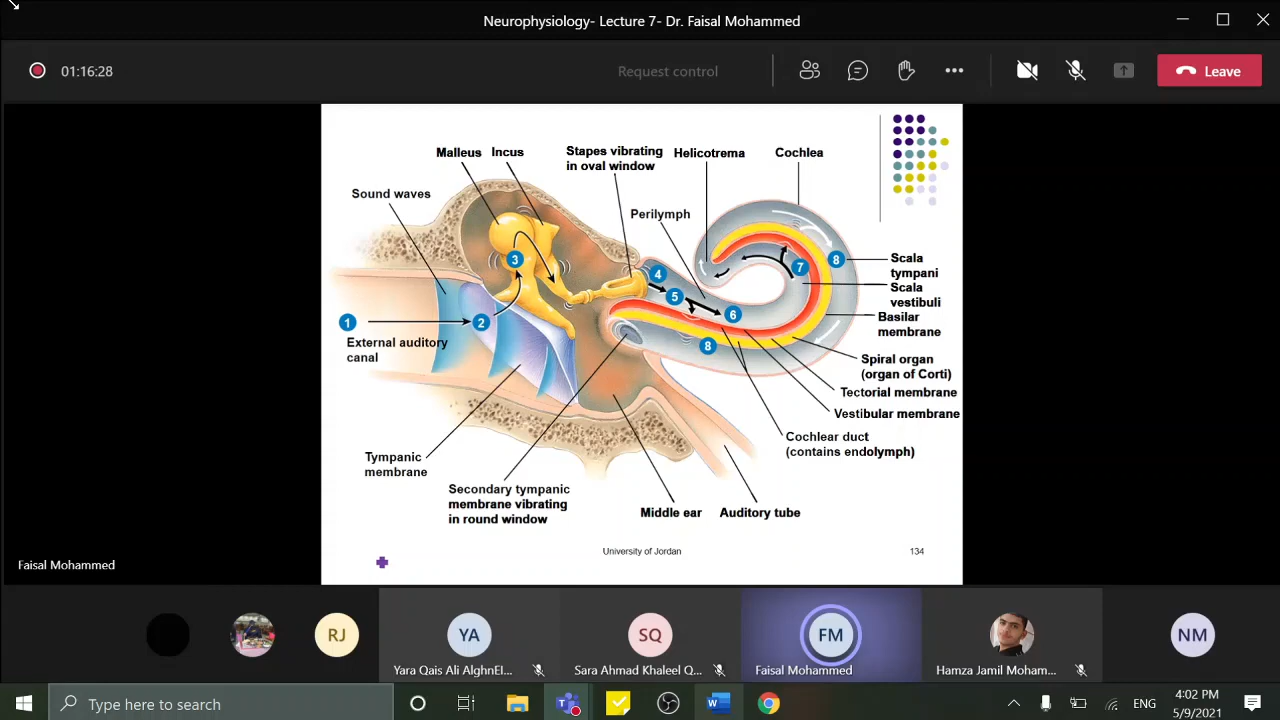 Neurophysiology- Lecture 7- Dr. Faisal Mohammed
01:16:28
Request control
Leave
Malleus
Incus
Stapes vibrating
in oval window
Helicotrema
Cochlea
Sound waves
Perilymph
3
4
5
6
7
8
Scala
tympani
Scala
vestibuli
Basilar
membrane
1
2
8
External auditory
canal
Spiral organ
(organ of Corti)
Tectorial membrane
Vestibular membrane
Cochlear duct
(contains endolymph)
Tympanic
membrane
Secondary tympanic
membrane vibrating
in round window
Middle ear
Auditory tube
University of Jordan
134
Faisal Mohammed
RJ
YA
SQ
FM
NM
Yara Qais Ali AlghnEl...
Sara Ahmad Khaleel Q...
Faisal Mohammed
Hamza Jamil Moham...
Type here to search
ENG
4:02 PM
5/9/2021